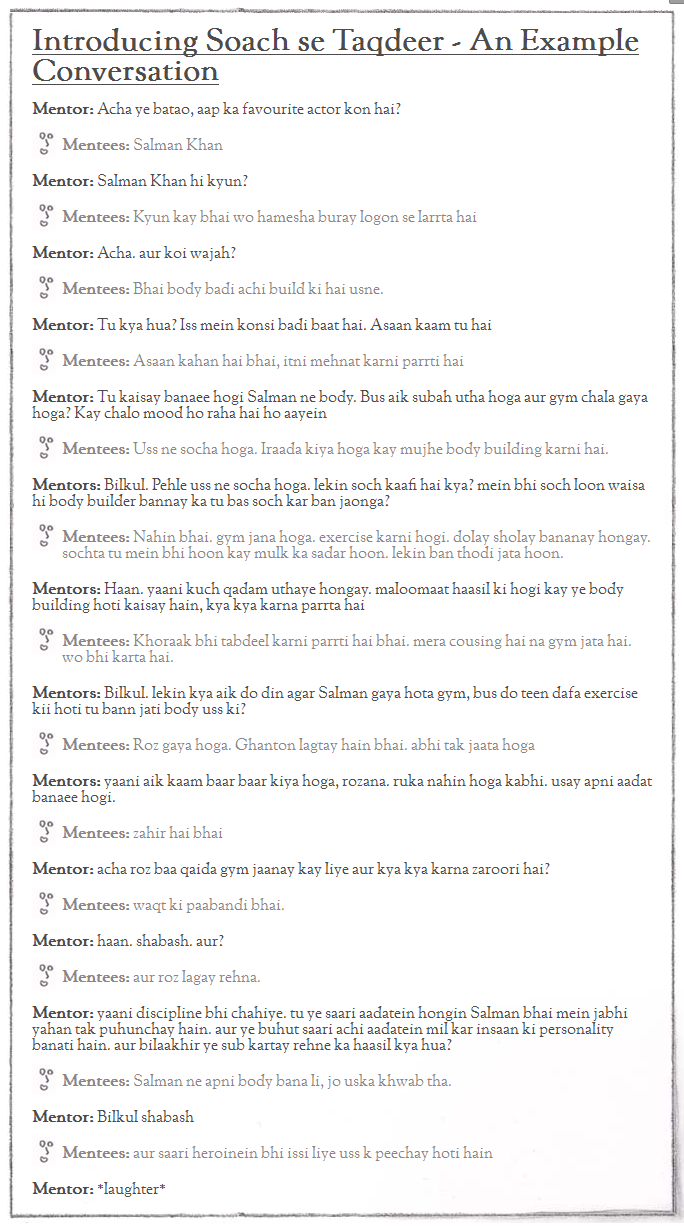 Introducing Soach se Taqdeer - An Example
Conversation
Mentor: Acha ye batao, aap ka favourite actor kon hai?
Mentees: Salman Khan
Mentor: Salman Khan hi kyun?
Mentees: Kyun kay bhai wo hamesha buray logon se larrta hai
Mentor: Acha. aur koi wajah?
Mentees: Bhai body badi achi build ki hai usne.
Mentor: Tu kya hua? Iss mein konsi badi baat hai. Asaan kaam tu hai
Mentees: Asaan kahan hai bhai, itni mehnat karni parrti hai
Mentor: Tu kaisay banaee hogi Salman ne body. Bus aik subah utha hoga aur gym chala gaya
hoga? Kay chalo mood ho raha hai ho aayein
Mentees: Uss ne socha hoga. Iraada kiya hoga kay mujhe body building karni hai.
Mentors: Bilkul. Pehle uss ne socha hoga. lekin soch kaafi hai kya? mein bhi soch loon waisa
hi body builder bannay ka tu bas soch kar ban jaonga?
Mentees: Nahin bhai. gym jana hoga. exercise karni hogi. dolay sholay bananay hongay.
sochta tu mein bhi hoon kay mulk ka sadar hoon. lekin ban thodi jata hoon.
Mentors: Haan. yaani kuch qadam uthaye hongay. maloomaat haasil ki hogi kay ye body
building hoti kaisay hain, kya kya karna parrta hai
Mentees: Khoraak bhi tabdeel karni parrti hai bhai. mera cousing hai na gym jata hai.
wo bhi karta hai.
Mentors: Bilkul. lekin kya aik do din agar Salman gaya hota gym, bus do teen dafa exercise
kii hoti tu bann jati body uss ki?
Mentees: Roz gaya hoga. Ghanton lagtay hain bhai. abhi tak jaata hoga
Mentors: yaani aik kaam baar baar kiya hoga, rozana. ruka nahin hoga kabhi. usay apni aadat
banaee hogi.
Mentees: zahir hai bhai
Mentor: acha roz baa qaida gym jaanay kay liye aur kya kya karna zaroori hai?
Mentees: waqt ki paabandi bhai.
Mentor: haan. shabash. aur?
Mentees: aur roz lagay rehna.
Mentor: yaani discipline bhi chahiye. tu ye saari aadatein hongin Salman bhai mein jabhi
yahan tak puhunchay hain. aur ye buhut saari achi aadatein mil kar insaan ki personality
banati hain. aur bilaakhir ye sub kartay rehne ka haasil kya hua?
Mentees: Salman ne apni body bana li, jo uska khwab tha.
Mentor: Bilkul shabash
Mentees: aur saari heroinein bhi issi liye uss k peechay hoti hain
Mentor: *laughter*